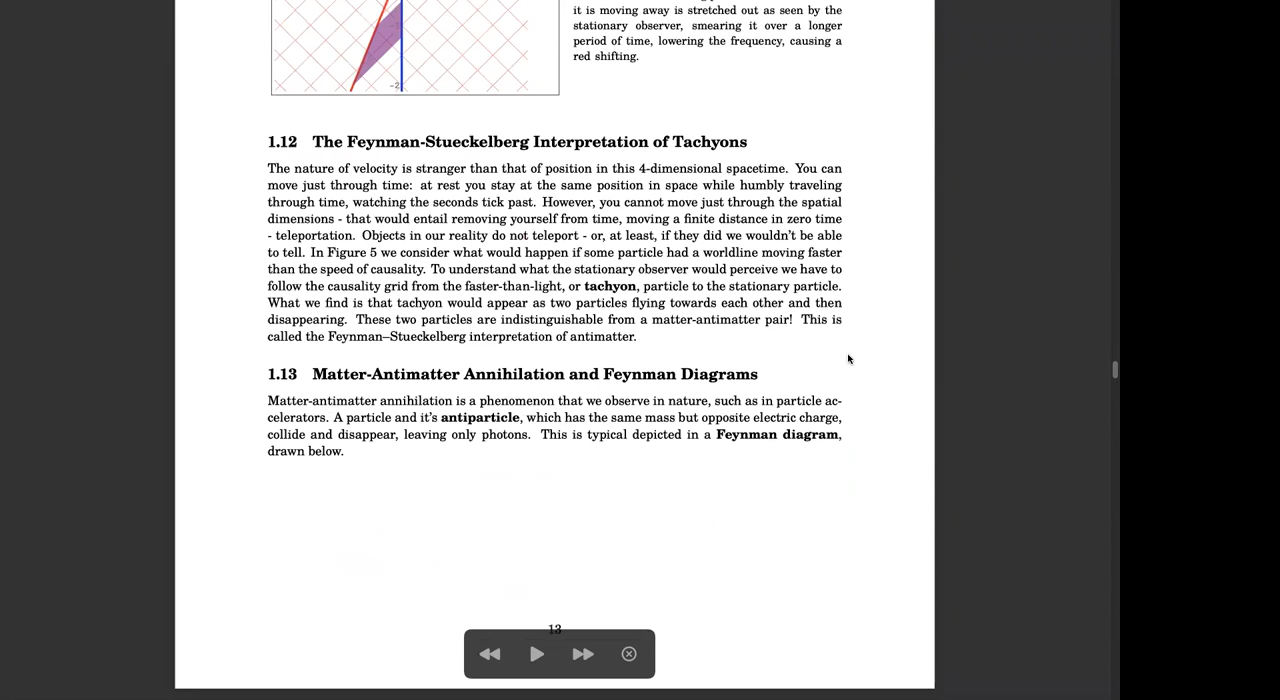 it is moving away is stretched out as seen by the
stationary observer, smearing it over a longer
period of time, lowering the frequency, causing a
red shifting.
-2
1.12 The Feynman-Stueckelberg Interpretation of Tachyons
The nature of velocity is stranger than that of position in this 4-dimensional spacetime. You can
move just through time: at rest you stay at the same position in space while humbly traveling
through time, watching the seconds tick past. However, you cannot move just through the spatial
dimensions - that would entail removing yourself from time, moving a finite distance in zero time
- teleportation. Objects in our reality do not teleport - or, at least, if they did we wouldn't be able
to tell. In Figure 5 we consider what would happen if some particle had a worldline moving faster
than the speed of causality. To understand what the stationary observer would perceive we have to
follow the causality grid from the faster-than-light, or tachyon, particle to the stationary particle.
What we find is that tachyon would appear as two particles flying towards each other and then
disappearing. These two particles are indistinguishable from a matter-antimatter pair! This is
called the Feynman–Stueckelberg interpretation of antimatter.
1.13 Matter-Antimatter Annihilation and Feynman Diagrams
Matter-antimatter annihilation is a phenomenon that we observe in nature, such as in particle ac-
celerators. A particle and it's antiparticle, which has the same mass but opposite electric charge,
collide and disappear, leaving only photons. This is typical depicted in a Feynman diagram,
drawn below.
13